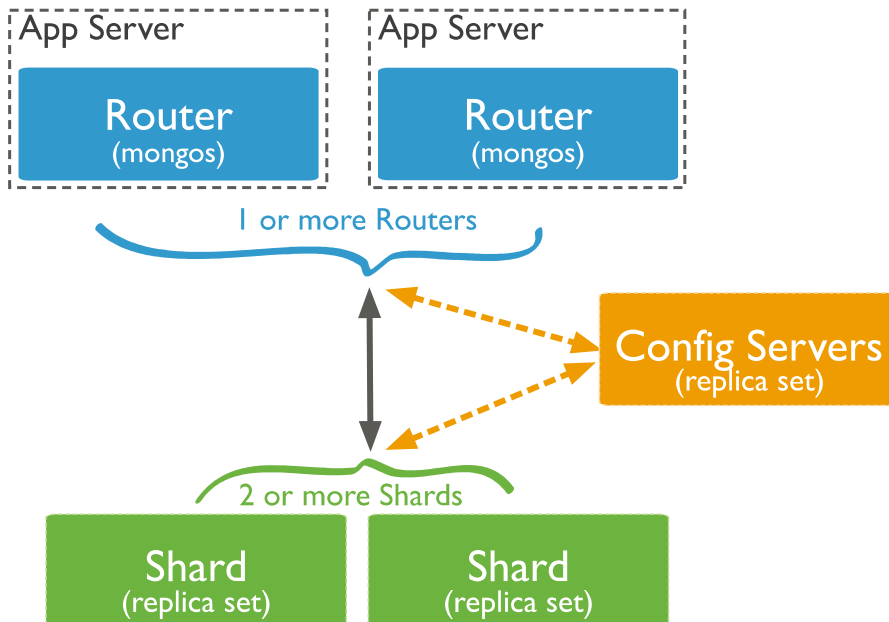 App Server
App Server
Router
(mongos)
Router
(mongos)
1 or more Routers
Config Servers
(replica set)
2 or more Shards
Shard
(replica set)
Shard
(replica set)